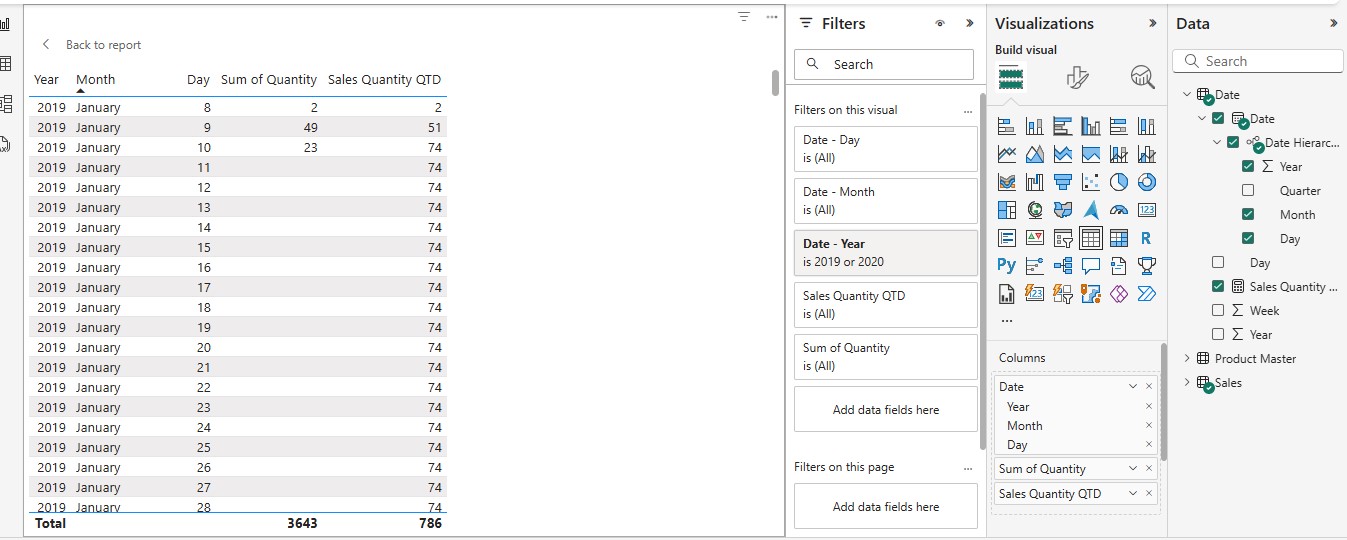 Back to report
Year Month Day Sum of Quantity Sales Quantity QTD
2019 January 8 2 2
2019 January 9 49 51
2019 January 10 23 74
2019 January 11 74
2019 January 12 74
2019 January 13 74
2019 January 14 74
2019 January 15 74
2019 January 16 74
2019 January 17 74
2019 January 18 74
2019 January 19 74
2019 January 20 74
2019 January 21 74
2019 January 22 74
2019 January 23 74
2019 January 24 74
2019 January 25 74
2019 January 26 74
2019 January 27 74
2019 January 28 74
Total 3643 786
Filters
Search
Filters on this visual ...
Date - Day
is (All)
Date - Month
is (All)
Date - Year
is 2019 or 2020
Sales Quantity QTD
is (All)
Sum of Quantity
is (All)
Add data fields here
Filters on this page ...
Add data fields here
Visualizations
Build visual
123
R
Py
123
...
Columns
Date
Year
Month
Day
Sum of Quantity
Sales Quantity QTD
Data
Search
Date
Date
Date Hierarc...
Year
Quarter
Month
Day
Day
Sales Quantity ...
Week
Year
Product Master
Sales